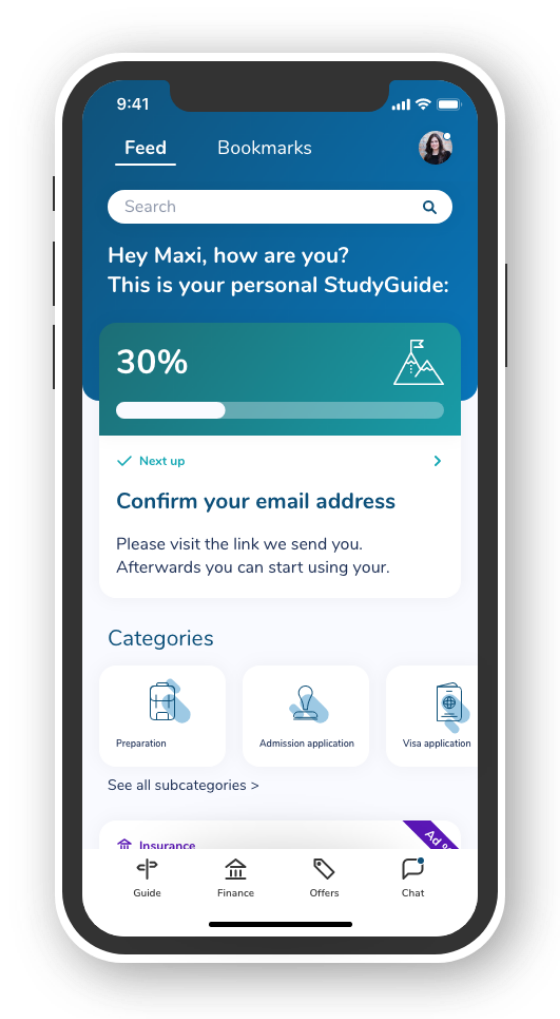 9:41
Feed Bookmarks
Search
Hey Maxi, how are you?
This is your personal StudyGuide:
30%
Next up
Confirm your email address
Please visit the link we send you.
Afterwards you can start using your.
Categories
Preparation Admission application Visa application
See all subcategories >
Insurance Ad
Guide Finance Offers Chat